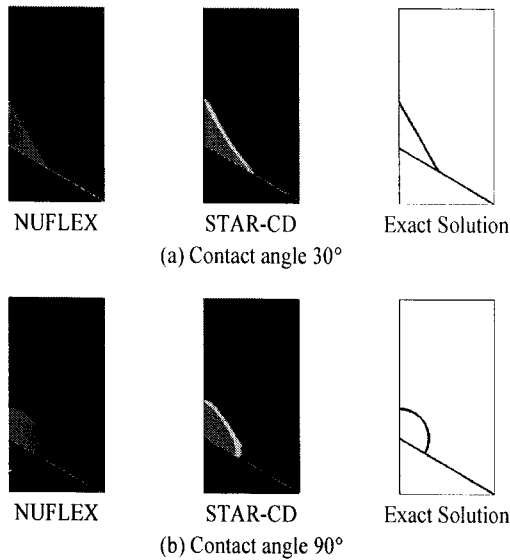 NUFLEX STAR-CD Exact Solution
(a) Contact angle 30°
NUFLEX STAR-CD Exact Solution
(b) Contact angle 90°